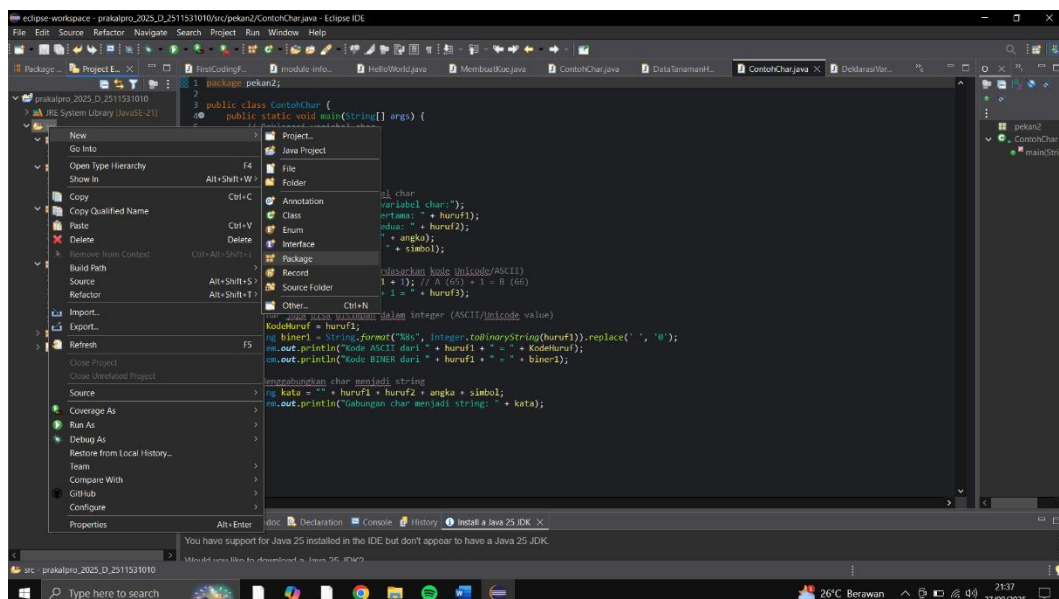 eclipse-workspace - prakalpro_2025_D_2511531010/src/pekan2/ContohChar.java - Eclipse IDE
File Edit Source Refactor Navigate Search Project Run Window Help
Package... Project E... FirstCodingF... module-info... HelloWorld.java MembuatKue.java ContohChar.java DataTanamanH... ContohChar.java DeklarasiVar...
1 package pekan2;
prakalpro_2025_D_2511531010
2
JRE System Library [JavaSE-21]
3 public class ContohChar {
4 public static void main(String[] args) {
pekan2
ContohChar
main(Stri
New
Go Into
Open Type Hierarchy F4
Show In Alt+Shift+W
Copy Ctrl+C
Copy Qualified Name
Paste Ctrl+V
Delete Delete
Remove from Context Ctrl+Alt+Shift+↓
Build Path
Source Alt+Shift+S
Refactor Alt+Shift+T
Import...
Export...
Refresh F5
Close Project
Close Unrelated Project
Source
Coverage As
Run As
Debug As
Restore from Local History...
Team
Compare With
GitHub
Configure
Properties Alt+Enter
Project...
Java Project
File
Folder
Annotation
Class
Enum
Interface
Package
Record
Source Folder
Other... Ctrl+N
char
variabel char:");
ertama: " + huruf1);
edua: " + huruf2);
" + angka);
" + simbol);
rdasarkan kode Unicode/ASCII)
1 + 1); // A (65) + 1 = B (66)
+ 1 = " + huruf3);
dalam integer (ASCII/Unicode value)
KodeHuruf = huruf1;
ng biner1 = String.format("%8s", Integer.toBinaryString(huruf1)).replace(' ', '0');
em.out.println("Kode ASCII dari " + huruf1 + " = " + KodeHuruf);
em.out.println("Kode BINER dari " + huruf1 + " = " + biner1);
enggabungkan char menjadi string
ng kata = "" + huruf1 + huruf2 + angka + simbol;
em.out.println("Gabungan char menjadi string: " + kata);
doc Declaration Console History Install a Java 25 JDK
You have support for Java 25 installed in the IDE but don't appear to have a Java 25 JDK.
Would you like to download a Java 25 JDK?
src - prakalpro_2025_D_2511531010
Type here to search
26°C Berawan
21:37